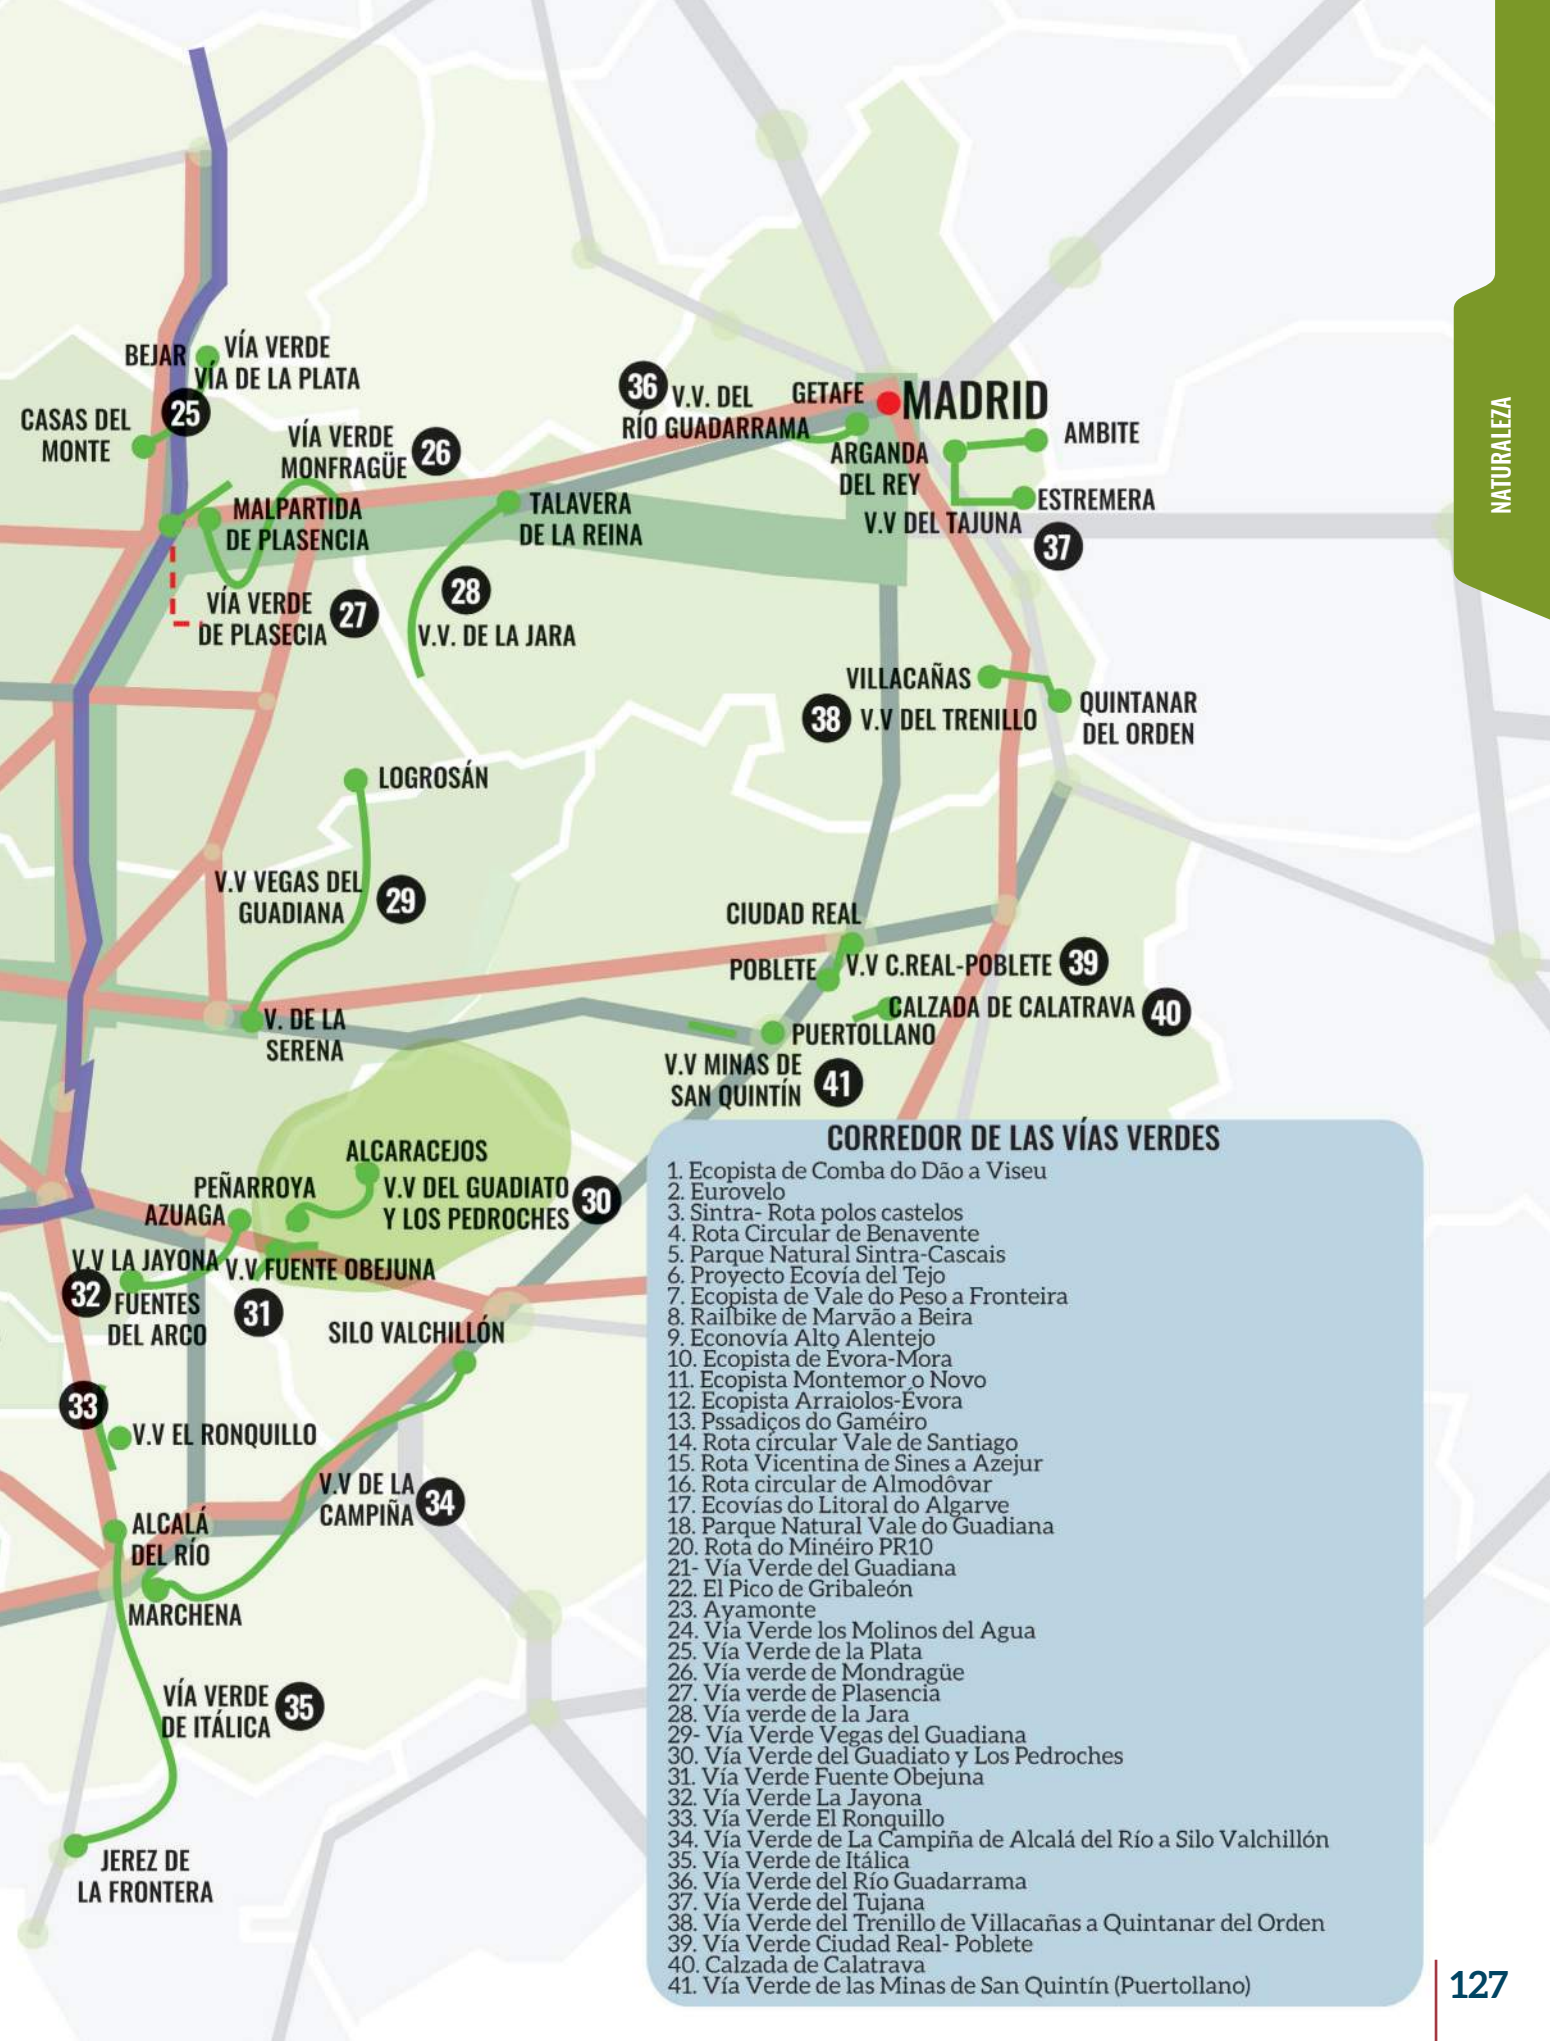 BEJAR
VÍA VERDE
VÍA DE LA PLATA
25
CASAS DEL
MONTE
VÍA VERDE
MONFRAGÜE
26
MALPARTIDA
DE PLASENCIA
VÍA VERDE
DE PLASECIA
27
TALAVERA
DE LA REINA
28
V.V. DE LA JARA
36
V.V. DEL
RÍO GUADARRAMA
GETAFE
MADRID
ARGANDA
DEL REY
AMBITE
ESTREMERA
V.V DEL TAJUNA
37
NATURALEZA
VILLACAÑAS
38
V.V DEL TRENILLO
QUINTANAR
DEL ORDEN
LOGROSÁN
V.V VEGAS DEL
GUADIANA
29
V. DE LA
SERENA
CIUDAD REAL
POBLETE
V.V C.REAL-POBLETE
39
CALZADA DE CALATRAVA
40
PUERTOLLANO
V.V MINAS DE
SAN QUINTÍN
41
ALCARACEJOS
PEÑARROYA
V.V DEL GUADIATO
Y LOS PEDROCHES
30
AZUAGA
V.V LA JAYONA
32
FUENTES
DEL ARCO
V.V FUENTE OBEJUNA
31
SILO VALCHILLÓN
33
V.V EL RONQUILLO
V.V DE LA
CAMPIÑA
34
ALCALÁ
DEL RÍO
MARCHENA
VÍA VERDE
DE ITÁLICA
35
JEREZ DE
LA FRONTERA
CORREDOR DE LAS VÍAS VERDES
1. Ecopista de Comba do Dão a Viseu
2. Eurovelo
3. Sintra- Rota polos castelos
4. Rota Circular de Benavente
5. Parque Natural Sintra-Cascais
6. Proyecto Ecovía del Tejo
7. Ecopista de Vale do Peso a Fronteira
8. Railbike de Marvão a Beira
9. Econovía Alto Alentejo
10. Ecopista de Évora-Mora
11. Ecopista Montemor o Novo
12. Ecopista Arraiolos-Évora
13. Pssadiços do Gaméiro
14. Rota círcular Vale de Santiago
15. Rota Vicentina de Sines a Azejur
16. Rota circular de Almodôvar
17. Ecovías do Litoral do Algarve
18. Parque Natural Vale do Guadiana
20. Rota do Minéiro PR10
21- Vía Verde del Guadiana
22. El Pico de Gribaleón
23. Ayamonte
24. Vía Verde los Molinos del Agua
25. Vía Verde de la Plata
26. Vía verde de Mondragüe
27. Vía verde de Plasencia
28. Vía verde de la Jara
29- Vía Verde Vegas del Guadiana
30. Vía Verde del Guadiato y Los Pedroches
31. Vía Verde Fuente Obejuna
32. Vía Verde La Jayona
33. Vía Verde El Ronquillo
34. Vía Verde de La Campiña de Alcalá del Río a Silo Valchillón
35. Vía Verde de Itálica
36. Vía Verde del Río Guadarrama
37. Vía Verde del Tujana
38. Vía Verde del Trenillo de Villacañas a Quintanar del Orden
39. Vía Verde Ciudad Real- Poblete
40. Calzada de Calatrava
41. Vía Verde de las Minas de San Quintín (Puertollano)
127